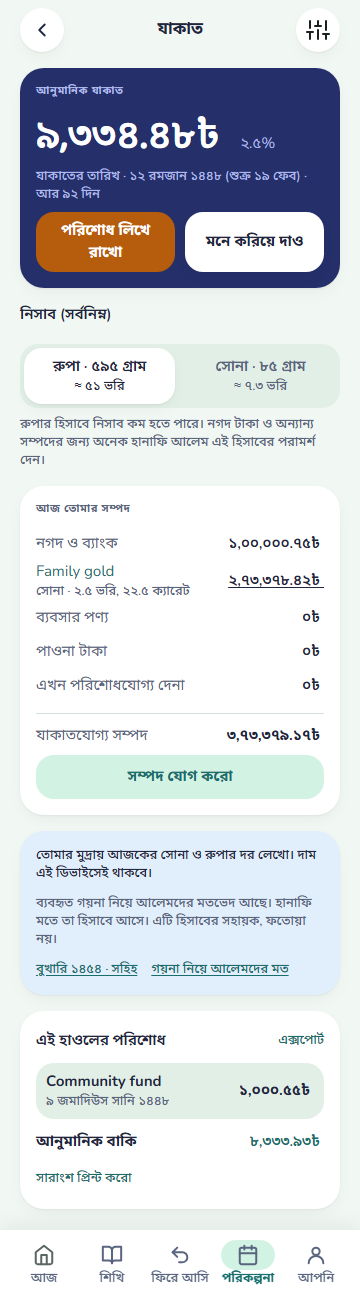 যাকাত
আনুমানিক যাকাত
৯,৩৩৪.৪৮৳ ২.৫%
যাকাতের তারিখ · ১২ রমজান ১৪৪৮ (শুক্র ১৯ ফেব) ·
আর ৯২ দিন
পরিশোধ লিখে
রাখো
মনে করিয়ে দাও
নিসাব (সর্বনিম্ন)
রুপা · ৫৯৫ গ্রাম
≈ ৫১ ভরি
সোনা · ৮৫ গ্রাম
≈ ৭.৩ ভরি
রুপার হিসাবে নিসাব কম হতে পারে। নগদ টাকা ও অন্যান্য
সম্পদের জন্য অনেক হানাফি আলেম এই হিসাবের পরামর্শ
দেন।
আজ তোমার সম্পদ
নগদ ও ব্যাংক ১,০০,০০০.৭৫৳
Family gold
সোনা · ২.৫ ভরি, ২২.৫ ক্যারেট ২,৭৩,৩৭৮.৪২৳
ব্যবসার পণ্য ০৳
পাওনা টাকা ০৳
এখন পরিশোধযোগ্য দেনা ০৳
যাকাতযোগ্য সম্পদ ৩,৭৩,৩৭৯.১৭৳
সম্পদ যোগ করো
তোমার মুদ্রায় আজকের সোনা ও রুপার দর লেখো। দাম
এই ডিভাইসেই থাকবে।
ব্যবহৃত গয়না নিয়ে আলেমদের মতভেদ আছে। হানাফি
মতে তা হিসাবে আসে। এটি হিসাবের সহায়ক, ফতোয়া
নয়।
বুখারি ১৪৫৪ · সহিহ গয়না নিয়ে আলেমদের মত
এই হাওলের পরিশোধ এক্সপোর্ট
Community fund
৯ জমাদিউস সানি ১৪৪৮ ১,০০০.৫৫৳
আনুমানিক বাকি ৮,৩৩৩.৯৩৳
সারাংশ প্রিন্ট করো
আজ শিখি ফিরে আসি পরিকল্পনা আপনি